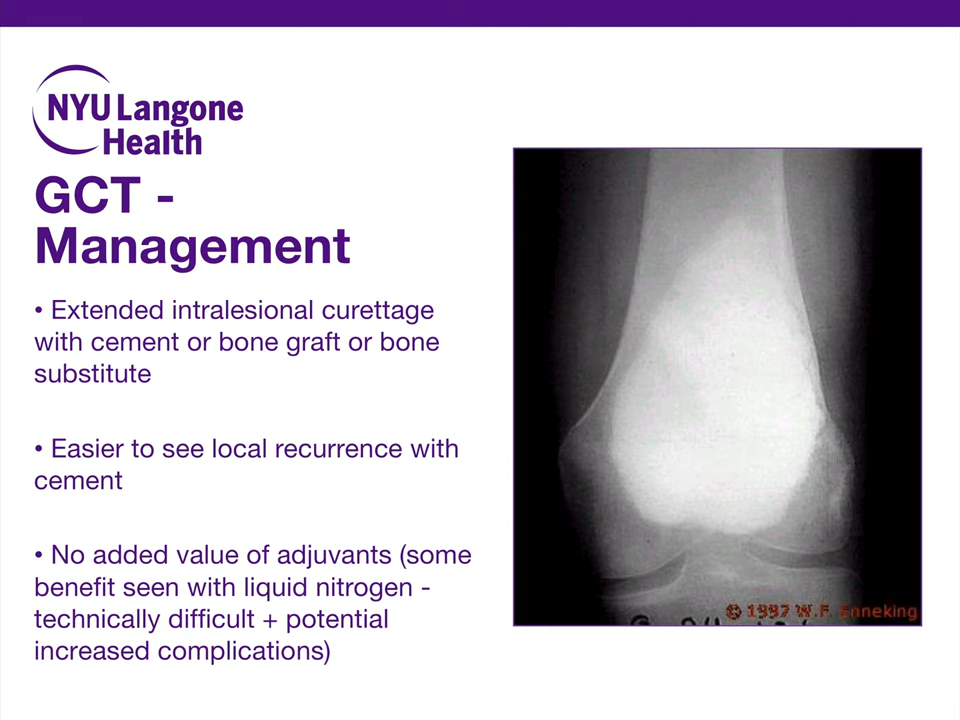 NYU Langone
Health
GCT -
Management
• Extended intralesional curettage
with cement or bone graft or bone
substitute
• Easier to see local recurrence with
cement
• No added value of adjuvants (some
benefit seen with liquid nitrogen -
technically difficult + potential
increased complications)
© 1997 W.F. Enneking